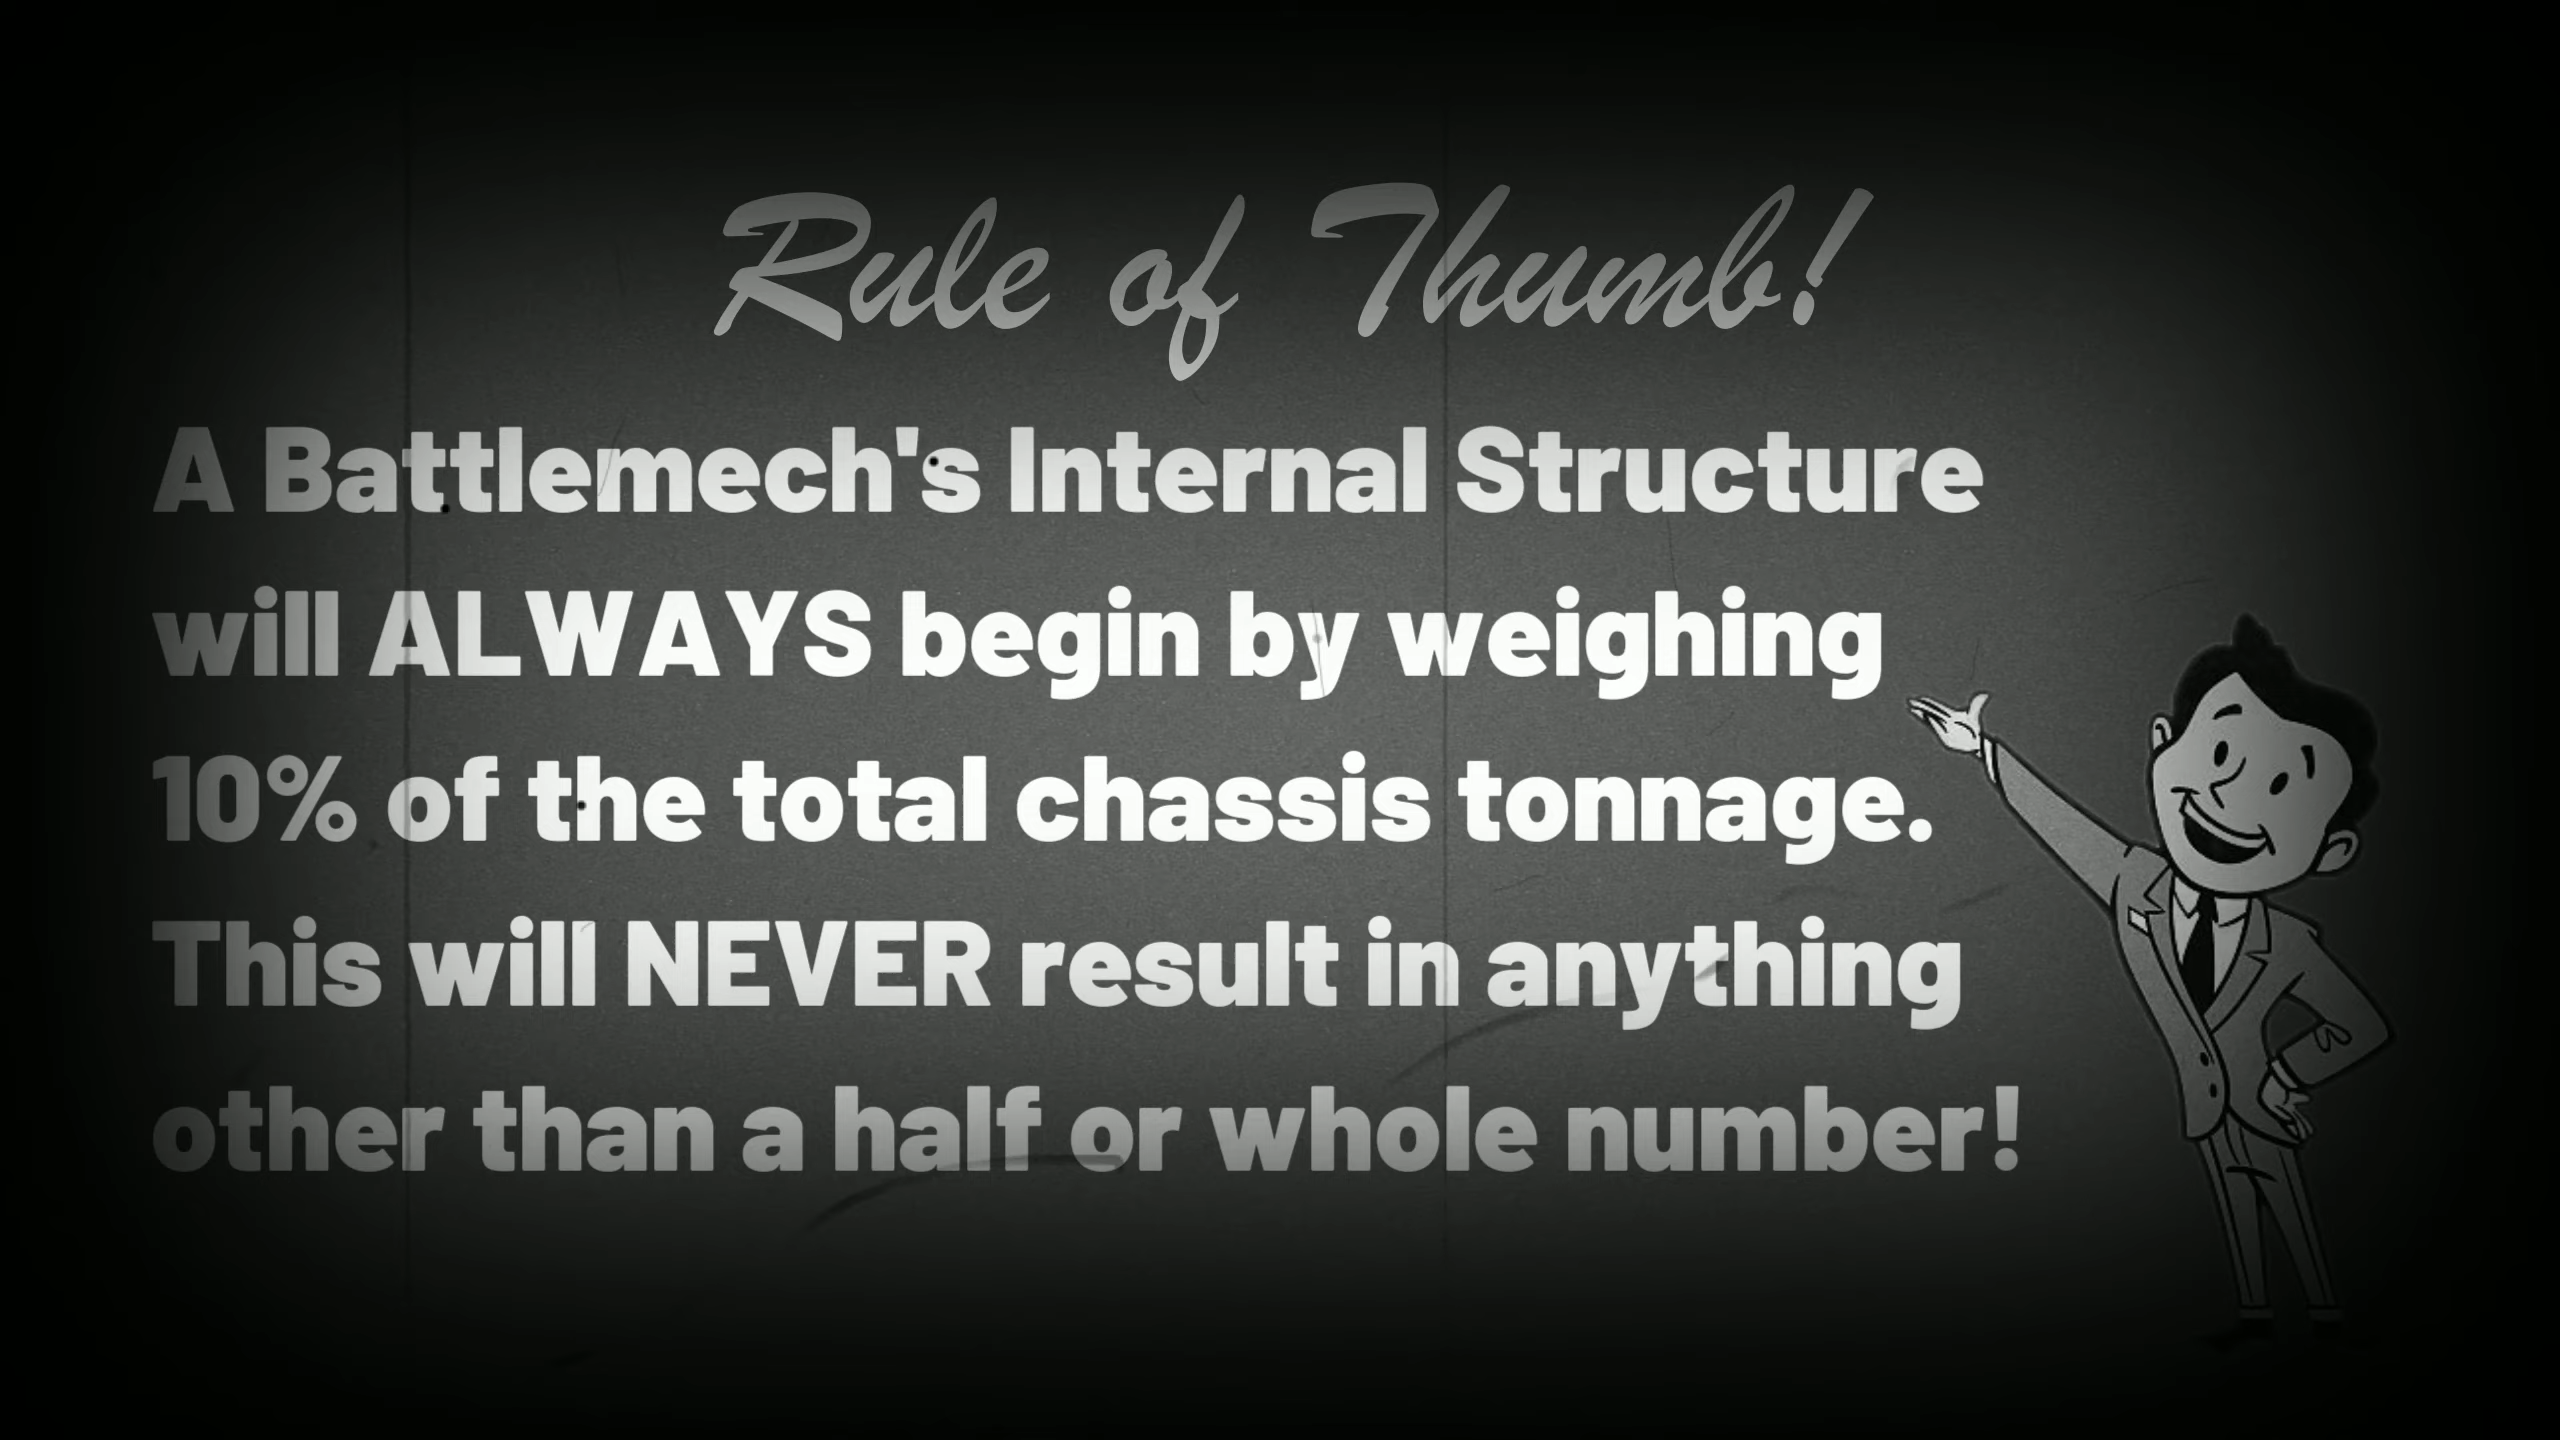 Rule of Thumb!
A Battlemech's Internal Structure
will ALWAYS begin by weighing
10% of the total chassis tonnage.
This will NEVER result in anything
other than a half or whole number!